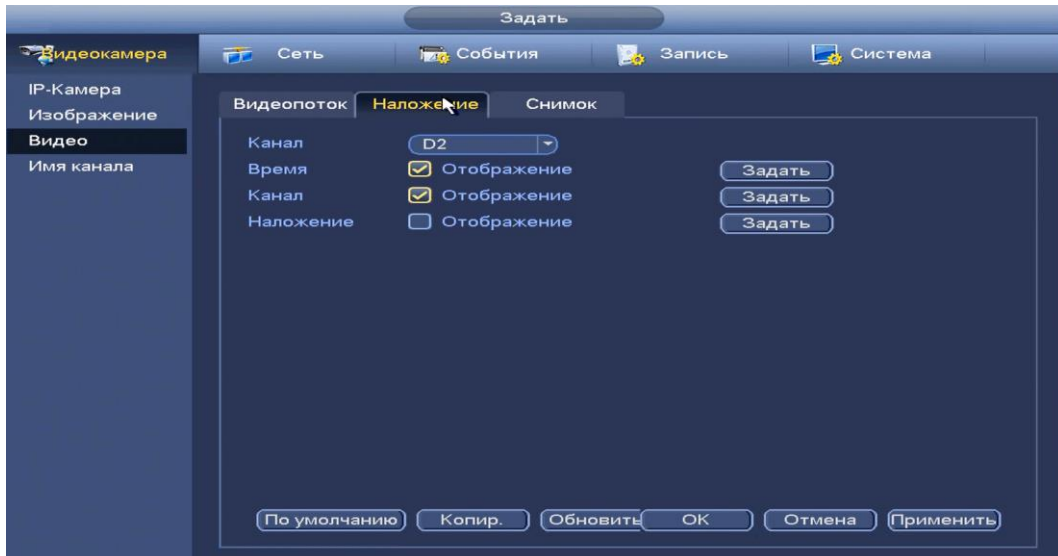 Задать
Видеокамера Сеть События Запись Система
IP-Камера
Изображение
Видео
Имя канала
Видеопоток Наложение Снимок
Канал D2
Время Отображение Задать
Канал Отображение Задать
Наложение Отображение Задать
По умолчанию Копир. Обновить ОК Отмена Применить